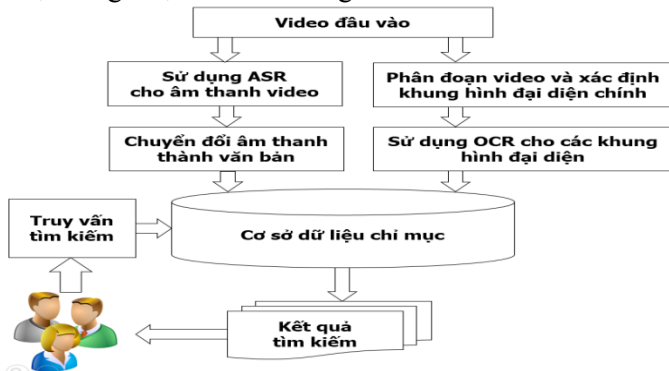 Video đâu vào
Sử dụng ASR
cho âm thanh video
Phân đoạn video và xác định
khung hình đại diện chính
Chuyển đổi âm thanh
thành văn bản
Sử dụng OCR cho các khung
hình đại diện
Truy vấn
tìm kiếm
Cơ sở dữ liệu chỉ mục
Kết quả
tìm kiếm